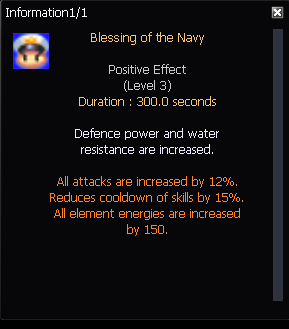 Information1/1
Blessing of the Navy
Positive Effect
(Level 3)
Duration : 300.0 seconds
Defence power and water
resistance are increased.
All attacks are increased by 12%.
Reduces cooldown of skills by 15%.
All element energies are increased
by 150.